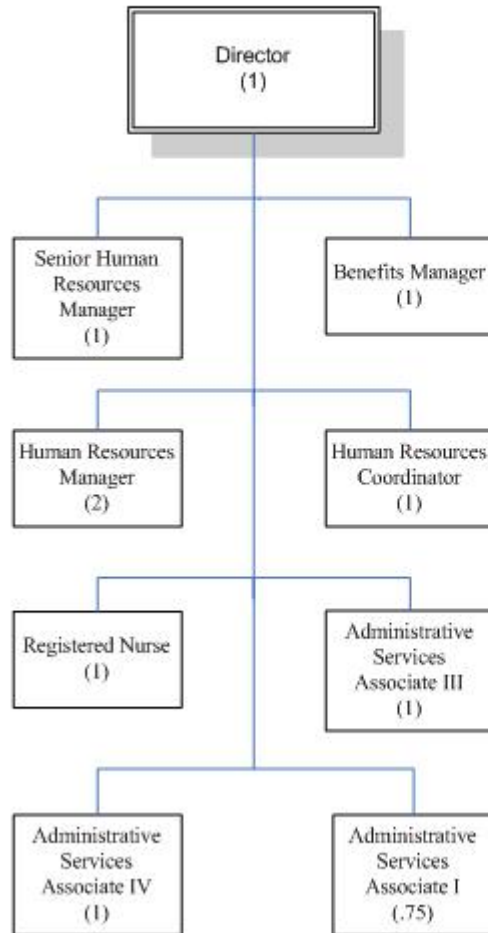 Director
(1)
Senior Human
Resources
Manager
(1)
Benefits Manager
(1)
Human Resources
Manager
(2)
Human Resources
Coordinator
(1)
Registered Nurse
(1)
Administrative
Services
Associate III
(1)
Administrative
Services
Associate IV
(1)
Administrative
Services
Associate I
(.75)